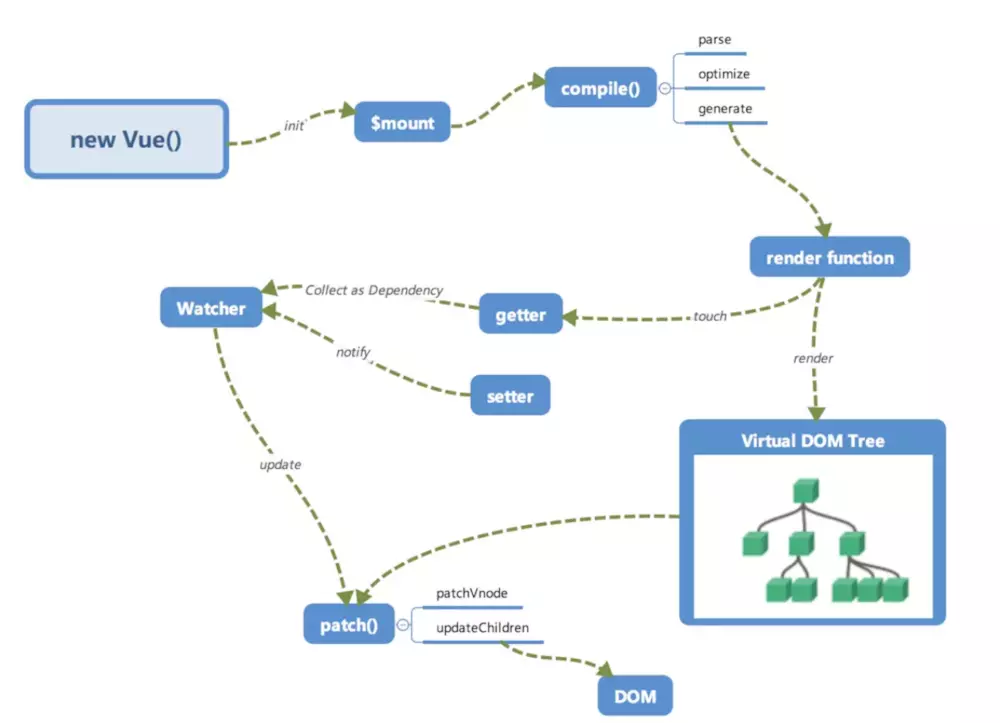 new Vue()
init
$mount
compile()
parse
optimize
generate
render function
touch
getter
Collect as Dependency
Watcher
notify
setter
render
Virtual DOM Tree
update
patch()
patchVnode
updateChildren
DOM